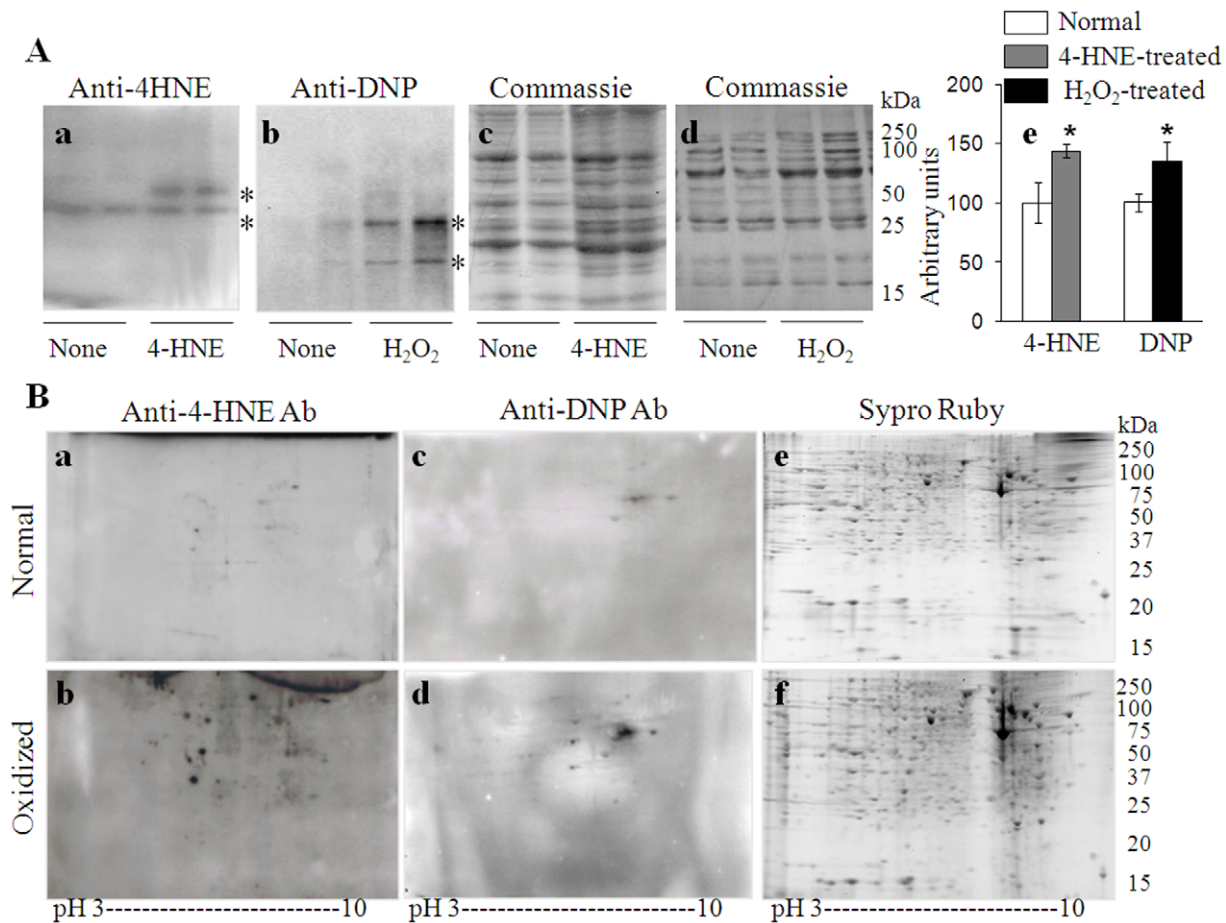 A
Anti-4HNE
Anti-DNP
Commassie
Commassie
kDa
a
b
c
d
250
100
50
25
15
*
*
*
*
None
4-HNE
None
H₂O₂
None
4-HNE
None
H₂O₂
Normal
4-HNE-treated
H₂O₂-treated
e
*
*
Arbitrary units
200
150
100
50
0
4-HNE
DNP
B
Anti-4-HNE Ab
Anti-DNP Ab
Sypro Ruby
kDa
Normal
a
c
e
250
100
75
50
37
25
20
15
Oxidized
b
d
f
250
100
75
50
37
25
20
15
pH 3-----------------------10
pH 3-----------------------10
pH 3-----------------------10